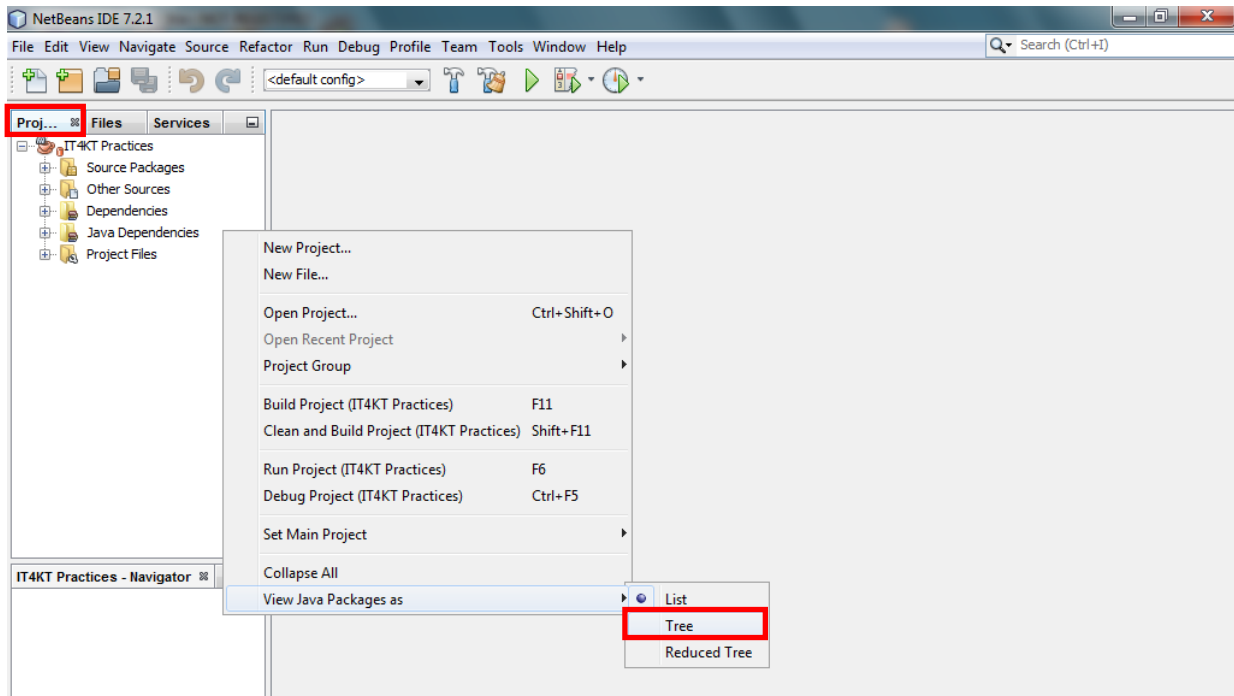 NetBeans IDE 7.2.1
File Edit View Navigate Source Refactor Run Debug Profile Team Tools Window Help
Search (Ctrl+I)
<default config>
Proj... Files Services
IT4KT Practices
Source Packages
Other Sources
Dependencies
Java Dependencies
Project Files
New Project...
New File...
Open Project... Ctrl+Shift+O
Open Recent Project
Project Group
Build Project (IT4KT Practices) F11
Clean and Build Project (IT4KT Practices) Shift+F11
Run Project (IT4KT Practices) F6
Debug Project (IT4KT Practices) Ctrl+F5
Set Main Project
Collapse All
View Java Packages as
IT4KT Practices - Navigator
List
Tree
Reduced Tree